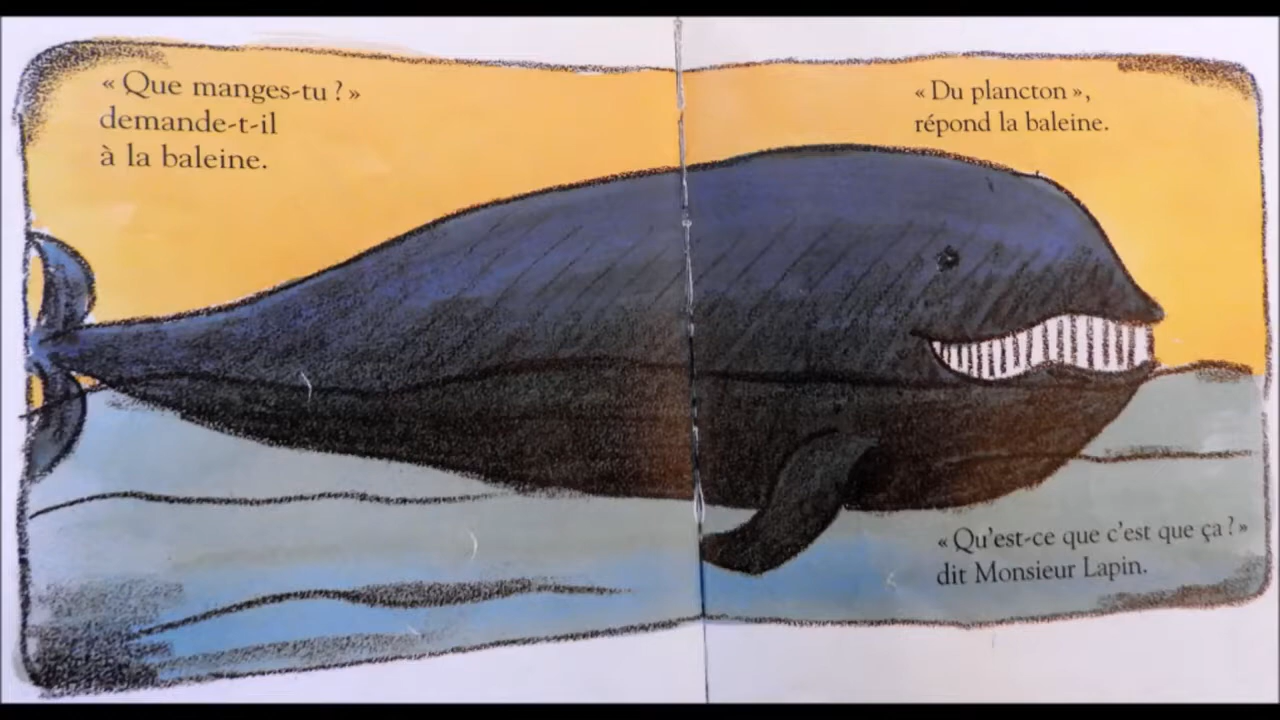 « Que manges-tu ? »
demande-t-il
à la baleine.
« Du plancton »,
répond la baleine.
« Qu'est-ce que c'est que ça ? »
dit Monsieur Lapin.